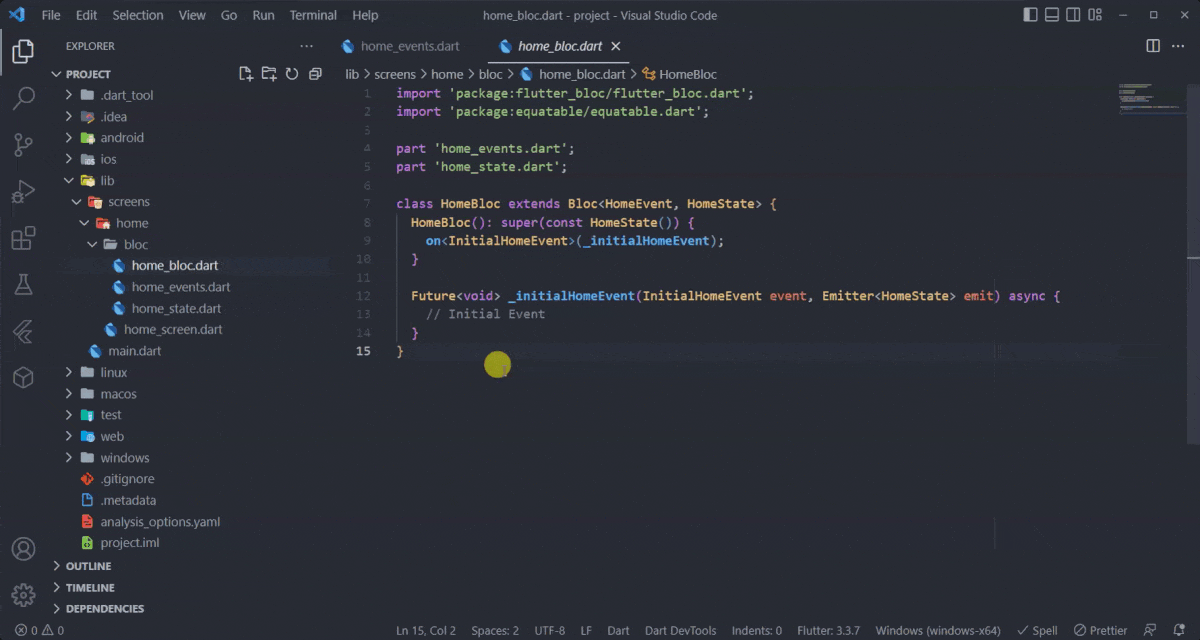 File Edit Selection View Go Run Terminal Help home_bloc.dart - project - Visual Studio Code
EXPLORER
PROJECT
.dart_tool
.idea
android
ios
lib
screens
home
bloc
home_bloc.dart
home_events.dart
home_state.dart
home_screen.dart
main.dart
linux
macos
test
web
windows
.gitignore
.metadata
analysis_options.yaml
project.iml
OUTLINE
TIMELINE
DEPENDENCIES
home_events.dart home_bloc.dart
lib > screens > home > bloc > home_bloc.dart > HomeBloc
1 import 'package:flutter_bloc/flutter_bloc.dart';
2 import 'package:equatable/equatable.dart';
3
4 part 'home_events.dart';
5 part 'home_state.dart';
6
7 class HomeBloc extends Bloc<HomeEvent, HomeState> {
8 HomeBloc(): super(const HomeState()) {
9 on<InitialHomeEvent>(_initialHomeEvent);
10 }
11
12 Future<void> _initialHomeEvent(InitialHomeEvent event, Emitter<HomeState> emit) async {
13 // Initial Event
14 }
15 }
0 0 Ln 15, Col 2 Spaces: 2 UTF-8 LF Dart Dart DevTools Indents: 0 Flutter: 3.3.7 Windows (windows-x64) Spell Prettier